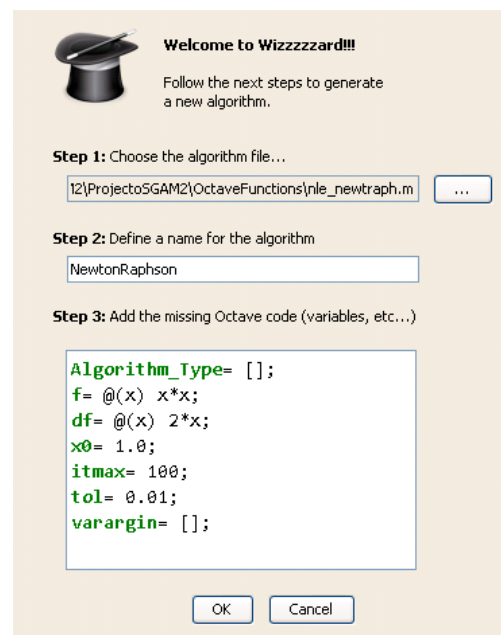 Welcome to Wizzzzzard!!!
Follow the next steps to generate
a new algorithm.
Step 1: Choose the algorithm file...
12\ProjectoSGAM2\OctaveFunctions\nle_newtraph.m
...
Step 2: Define a name for the algorithm
NewtonRaphson
Step 3: Add the missing Octave code (variables, etc...)
Algorithm_Type= [];
f= @(x) x*x;
df= @(x) 2*x;
x0= 1.0;
itmax= 100;
tol= 0.01;
varargin= [];
OK Cancel